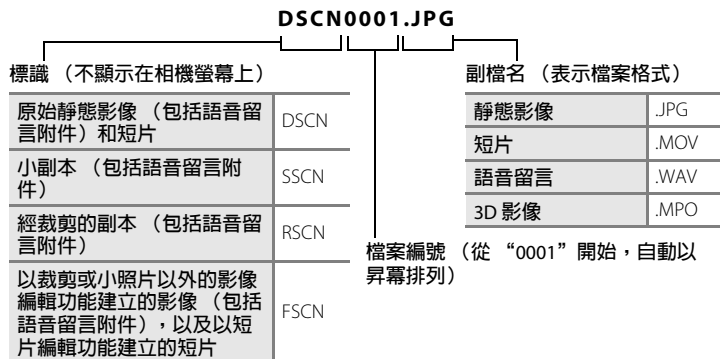 DSCN0001.JPG
標識 （不顯示在相機螢幕上）
原始靜態影像 （包括語音留
言附件）和短片
DSCN
小副本 （包括語音留言附
件）
SSCN
經裁剪的副本 （包括語音留
言附件）
RSCN
以裁剪或小照片以外的影像
編輯功能建立的影像 （包括
語音留言附件），以及以短
片編輯功能建立的短片
FSCN
副檔名 （表示檔案格式）
靜態影像 .JPG
短片 .MOV
語音留言 .WAV
3D 影像 .MPO
檔案編號 （從 “0001”開始，自動以
昇冪排列）